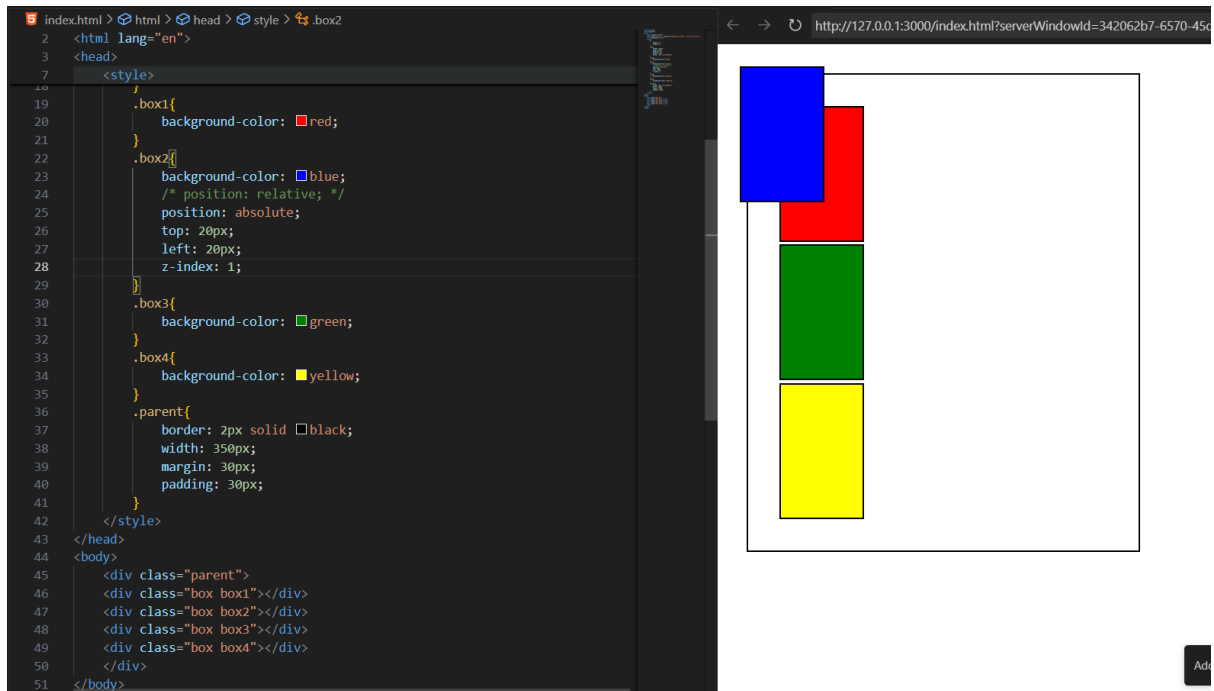 index.html > html > head > style > .box2
2 <html lang="en">
3 <head>
7 <style>
18 }
19 .box1{
20 background-color: red;
21 }
22 .box2{
23 background-color: blue;
24 /* position: relative; */
25 position: absolute;
26 top: 20px;
27 left: 20px;
28 z-index: 1;
29 }
30 .box3{
31 background-color: green;
32 }
33 .box4{
34 background-color: yellow;
35 }
36 .parent{
37 border: 2px solid black;
38 width: 350px;
39 margin: 30px;
40 padding: 30px;
41 }
42 </style>
43 </head>
44 <body>
45 <div class="parent">
46 <div class="box box1"></div>
47 <div class="box box2"></div>
48 <div class="box box3"></div>
49 <div class="box box4"></div>
50 </div>
51 </body>
http://127.0.0.1:3000/index.html?serverWindowId=342062b7-6570-45c
Add